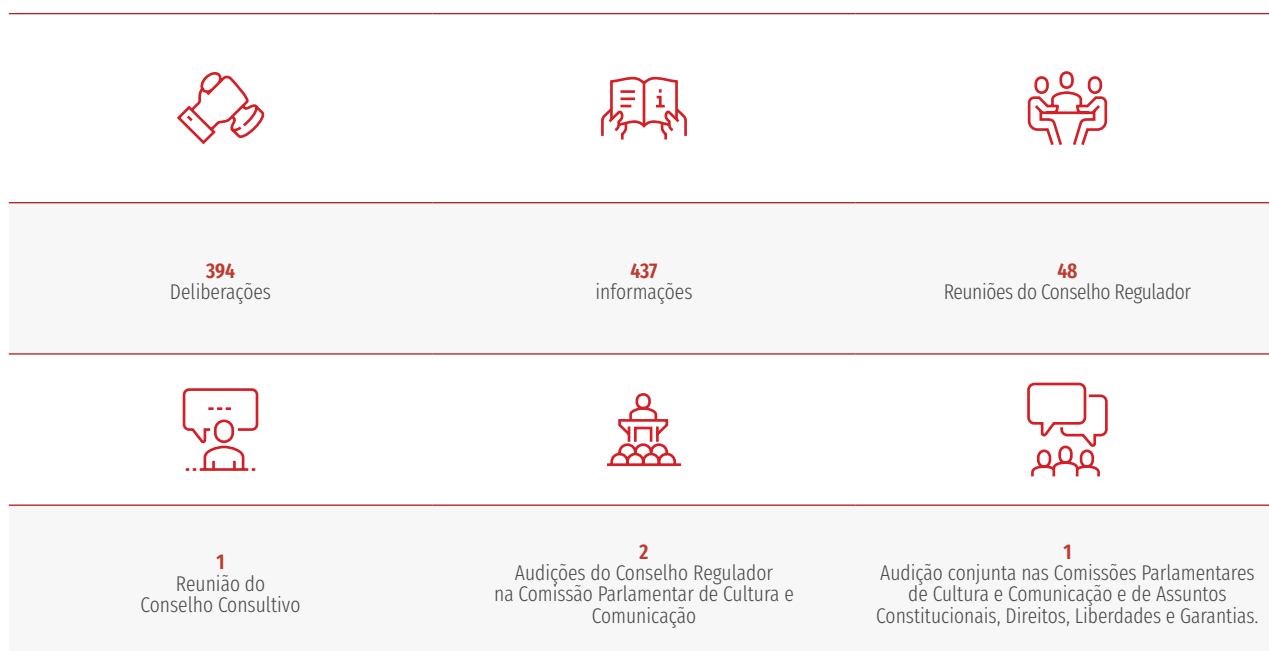 394
Deliberações
437
informações
48
Reuniões do Conselho Regulador
1
Reunião do
Conselho Consultivo
2
Audições do Conselho Regulador
na Comissão Parlamentar de Cultura e
Comunicação
1
Audição conjunta nas Comissões Parlamentares
de Cultura e Comunicação e de Assuntos
Constitucionais, Direitos, Liberdades e Garantias.